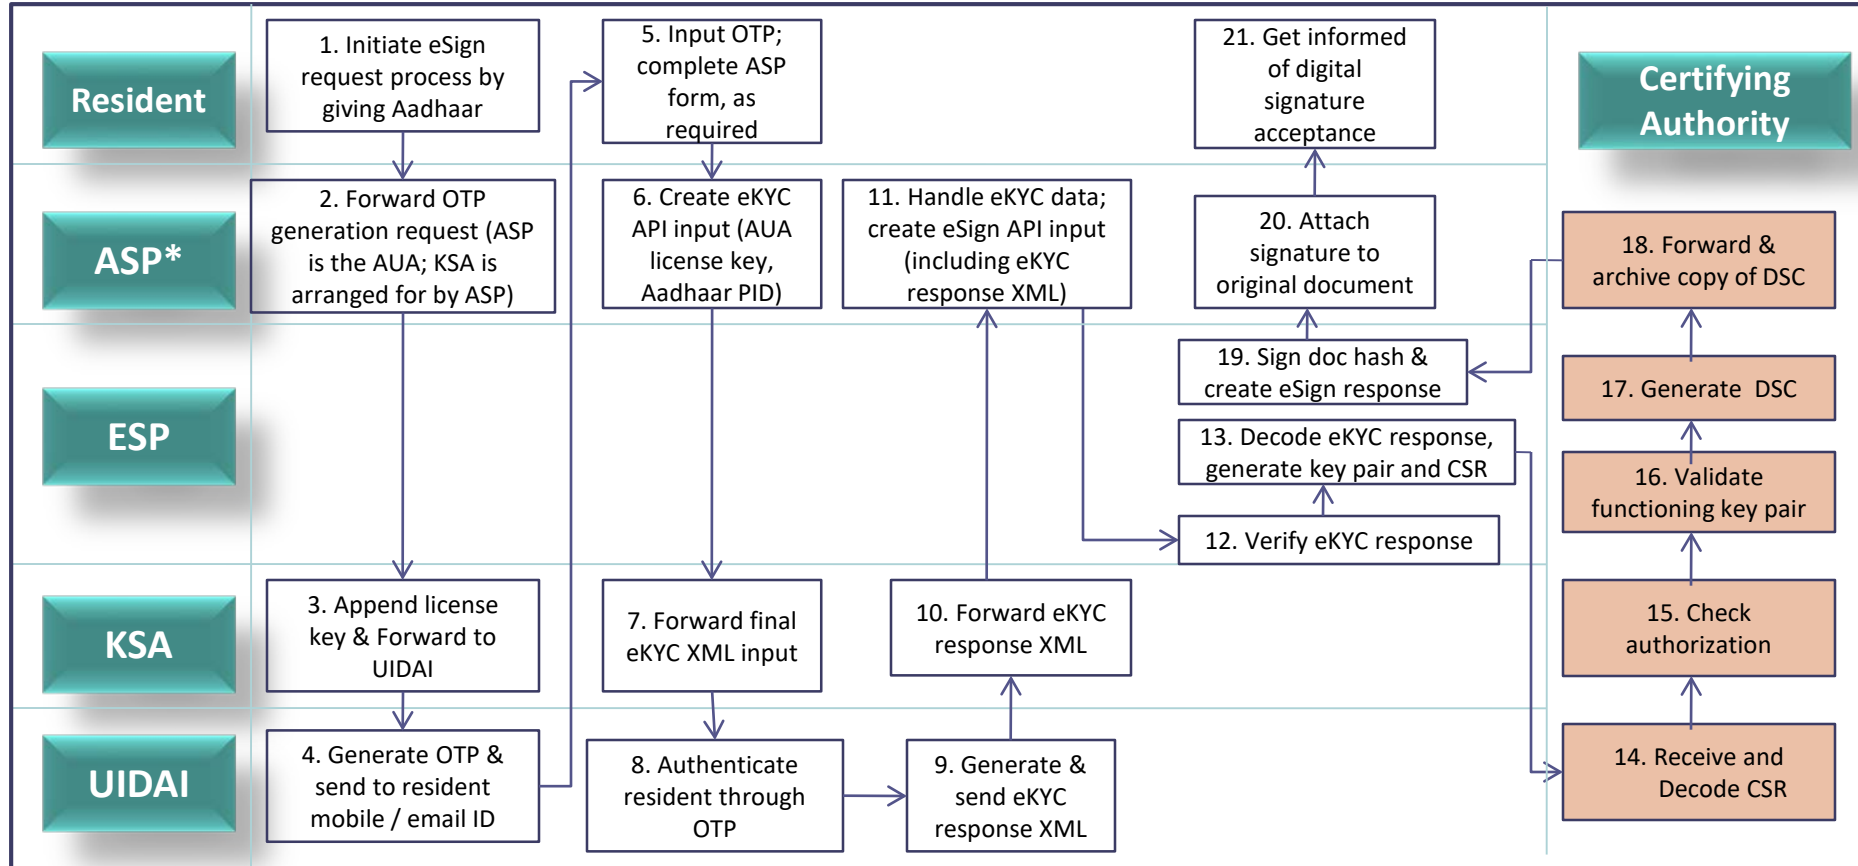 Resident
1. Initiate eSign
request process by
giving Aadhaar
5. Input OTP;
complete ASP
form, as
required
21. Get informed
of digital
signature
acceptance
Certifying
Authority
ASP*
2. Forward OTP
generation request (ASP
is the AUA; KSA is
arranged for by ASP)
6. Create eKYC
API input (AUA
license key,
Aadhaar PID)
11. Handle eKYC data;
create eSign API input
(including eKYC
response XML)
20. Attach
signature to
original document
18. Forward &
archive copy of DSC
ESP
19. Sign doc hash &
create eSign response
17. Generate DSC
13. Decode eKYC response,
generate key pair and CSR
16. Validate
functioning key pair
12. Verify eKYC response
KSA
3. Append license
key & Forward to
UIDAI
7. Forward final
eKYC XML input
10. Forward eKYC
response XML
15. Check
authorization
UIDAI
4. Generate OTP &
send to resident
mobile / email ID
8. Authenticate
resident through
OTP
9. Generate &
send eKYC
response XML
14. Receive and
Decode CSR